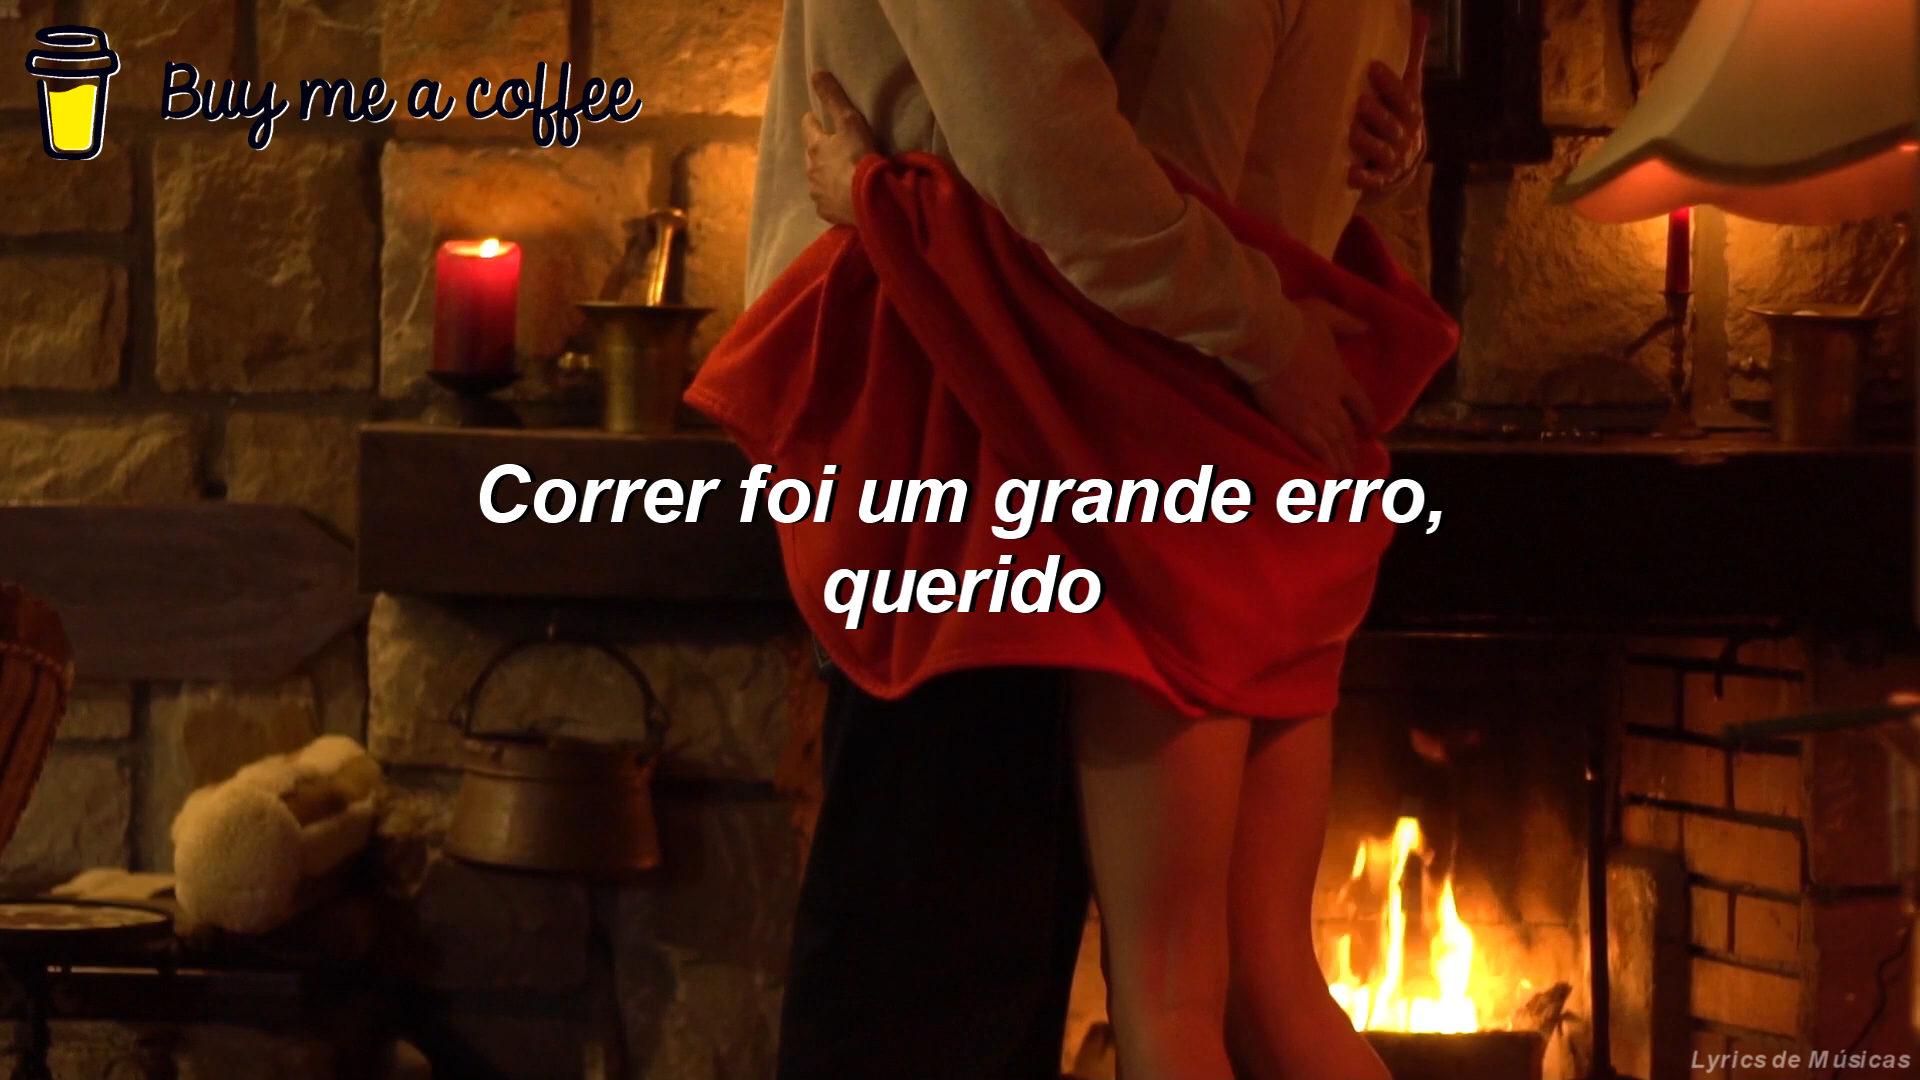 Buy me a coffee
Correr foi um grande erro,
querido
Lyrics de Músicas